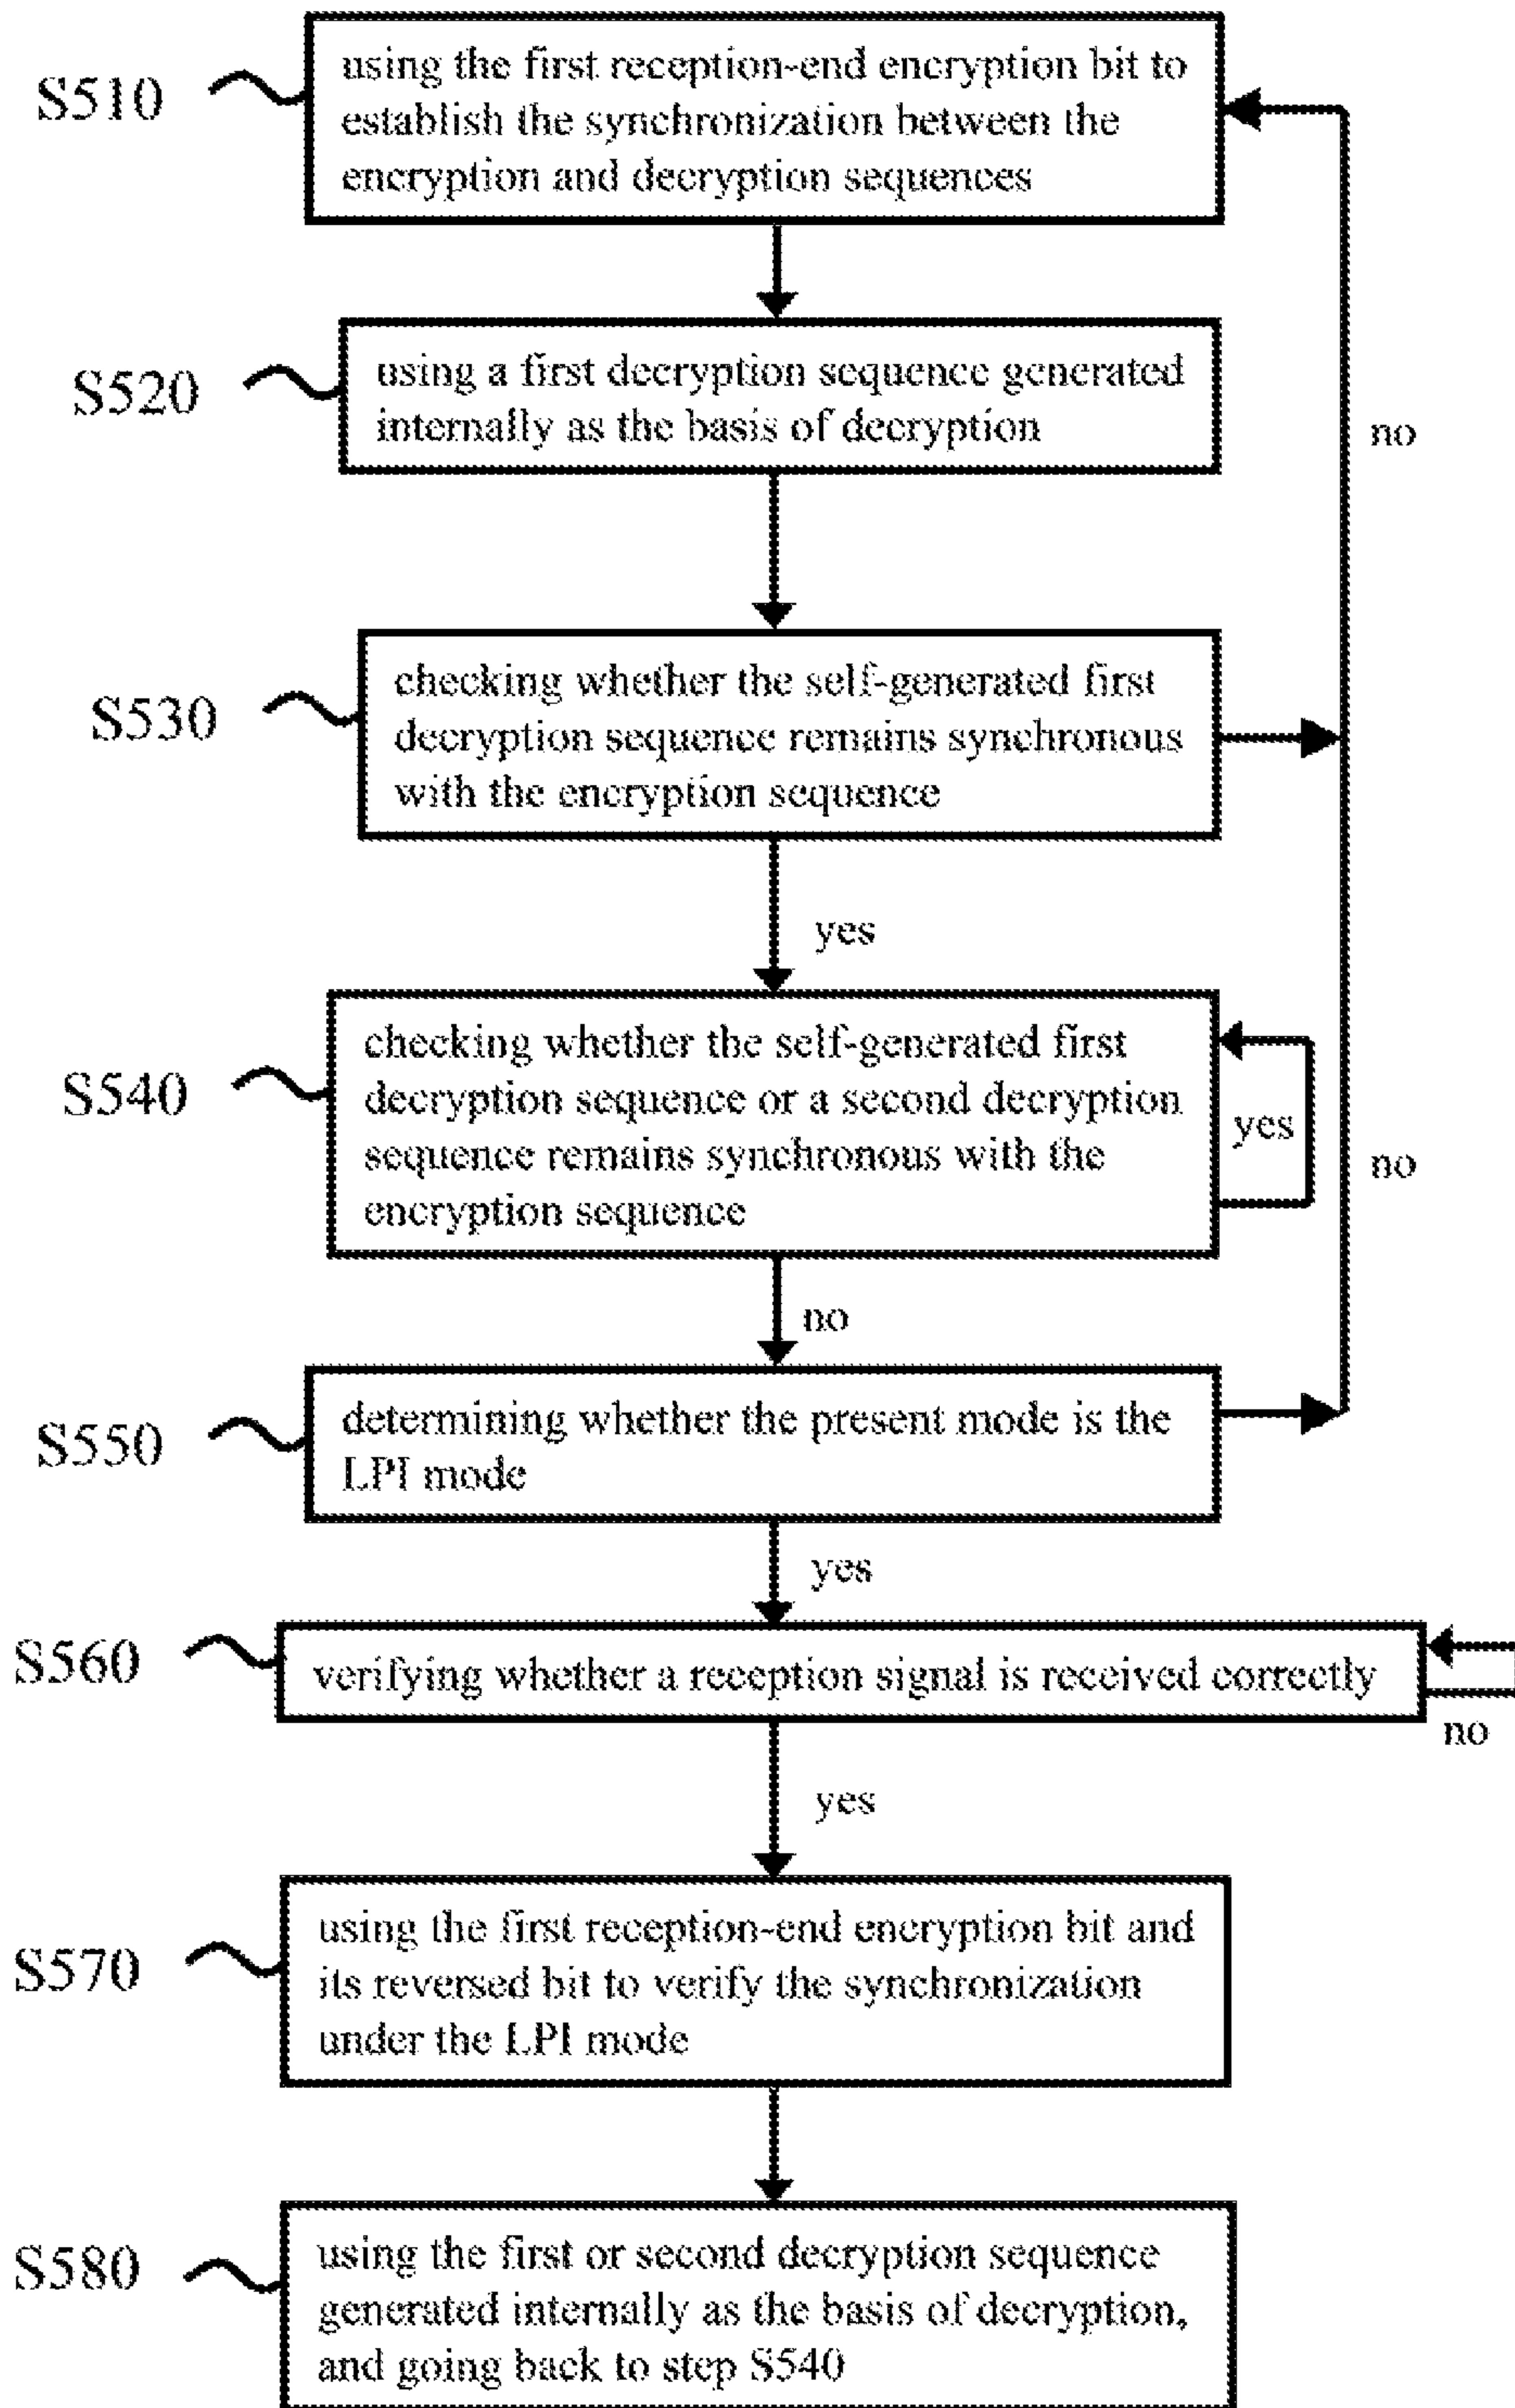 S510
using the first reception-end encryption bit to
establish the synchronization between the
encryption and decryption sequences
S520
using a first decryption sequence generated
internally as the basis of decryption
no
S530
checking whether the self-generated first
decryption sequence remains synchronous
with the encryption sequence
yes
S540
checking whether the self-generated first
decryption sequence or a second decryption
sequence remains synchronous with the
encryption sequence
yes
no
no
S550
determining whether the present mode is the
LPI mode
yes
S560
verifying whether a reception signal is received correctly
no
yes
S570
using the first reception-end encryption bit and
its reversed bit to verify the synchronization
under the LPI mode
S580
using the first or second decryption sequence
generated internally as the basis of decryption,
and going back to step S540